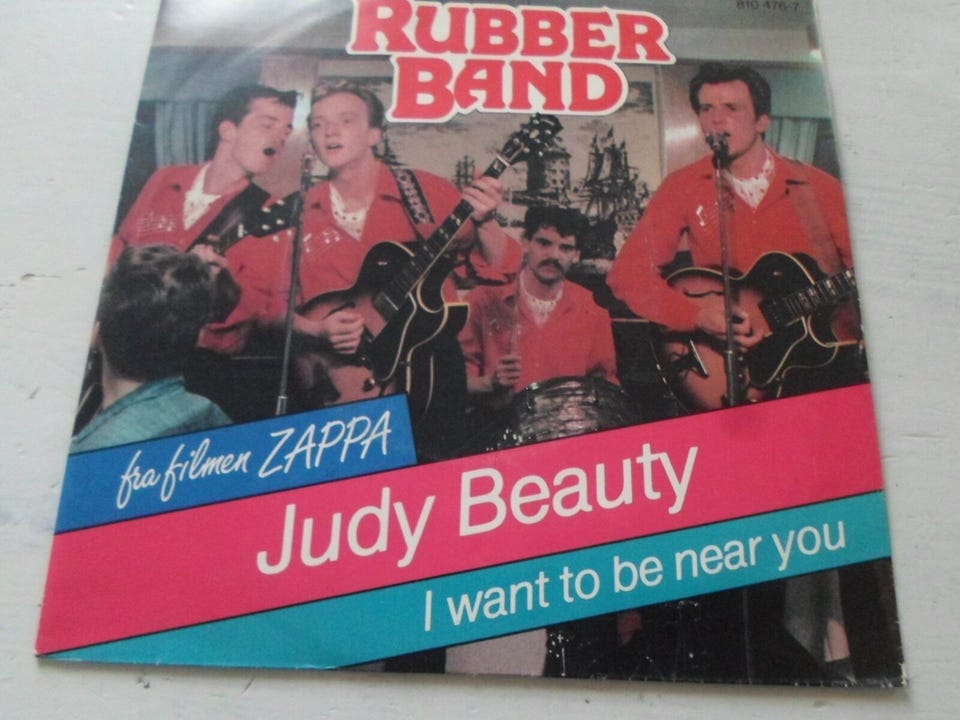 810 476-7
RUBBER
BAND
fra filmen ZAPPA
Judy Beauty
I want to be near you